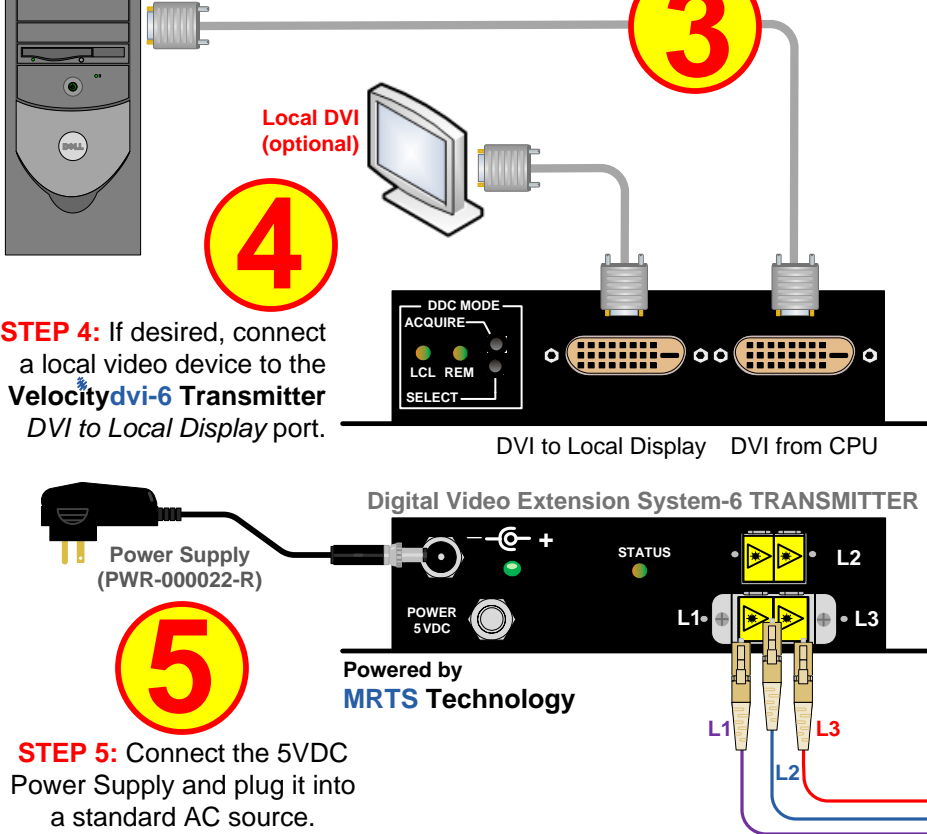 3
DELL
Local DVI
(optional)
4
STEP 4: If desired, connect
a local video device to the
Velocitydvi-6 Transmitter
DVI to Local Display port.
DDC MODE
ACQUIRE
LCL REM
SELECT
DVI to Local Display DVI from CPU
Digital Video Extension System-6 TRANSMITTER
Power Supply
(PWR-000022-R)
– +
STATUS
L2
POWER
5VDC
L1 L3
Powered by
MRTS Technology
5
L1 L2 L3
STEP 5: Connect the 5VDC
Power Supply and plug it into
a standard AC source.